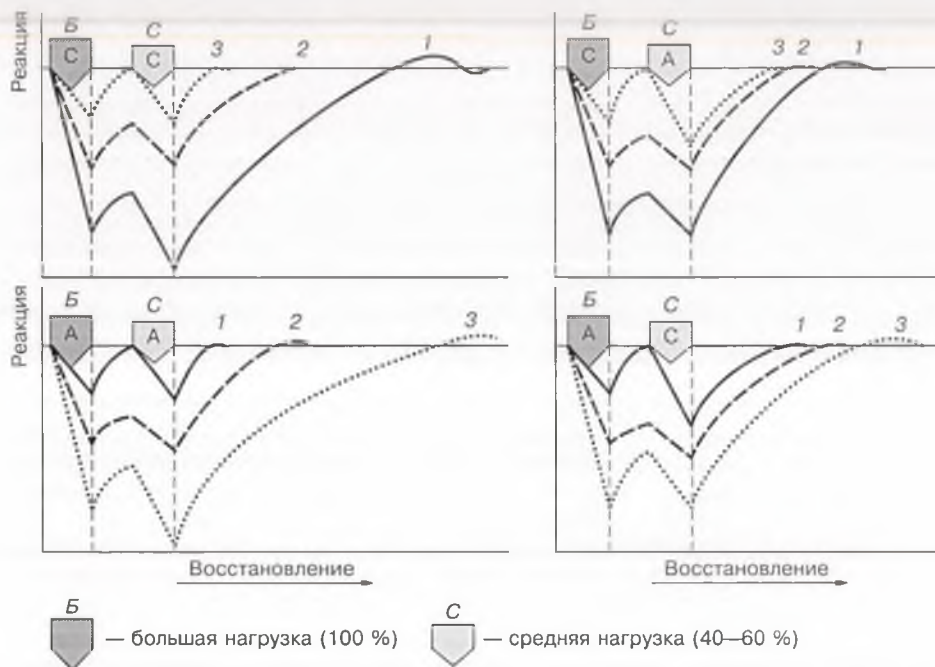 Б С
С С 3 2 1
Реакция
Б С
С А 3 2 1
Б С
А А 1 2 3
Реакция
Б С
А С 1 2 3
Восстановление
Восстановление
Б
— большая нагрузка (100 %)
С
— средняя нагрузка (40—60 %)